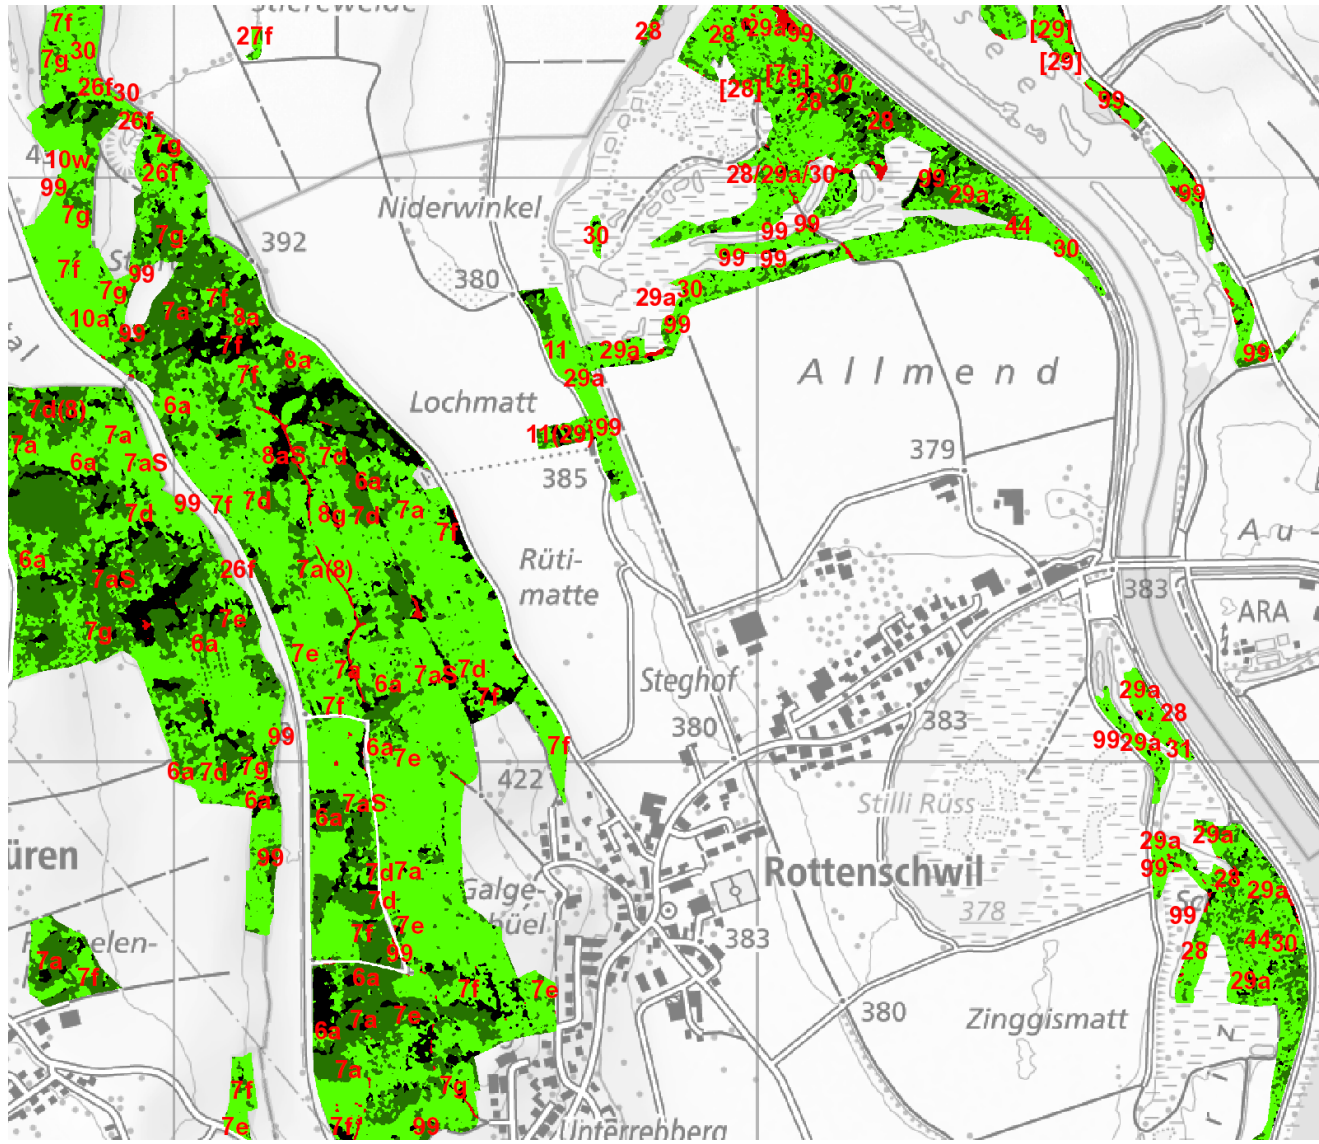 7f
27f
28
28
29a
99
[29]
7g 30
[29]
26f 30
[28]
[7g]
30
28
99
26f
28
7g
10w
26f
28/29a/30
99
99
29a
99
7g
Niderwinkel
99
99
44
7g
392
30
30
7f
99
380
99
99
7g
7f
29a 30
10a
7a
8a
99
99
7f
11
29a
99
8a
7f
29a
Allmend
7d(8)
6a
Lochmatt
7a
7a
11(29) 99
6a
7aS
8aS
7d
379
6a
385
99
7f
7d
7a
7d
8g
7d
7f
Au-
6a
Rüti-
matte
26f
7a(8)
7aS
383
ARA
7g
7e
6a
7e
7a
7aS
7d
Steghof
29a
6a
7f
7f
28
383
99
380
99
29a
31
6a
7e
7f
6a
7d
7g
422
6a
7aS
Stilli Rüss
6a
29a
29a
üren
99
7d
7a
Rottenschwil
99
28
29a
7d
Galge-
büel
378
99
7e
7f
383
44
30
28
7a
7f
99
6a
7f
7e
29a
7a
7e
380
Zinggismatt
6a
7a
7f
7g
7e
7f
99
Unterrebberg